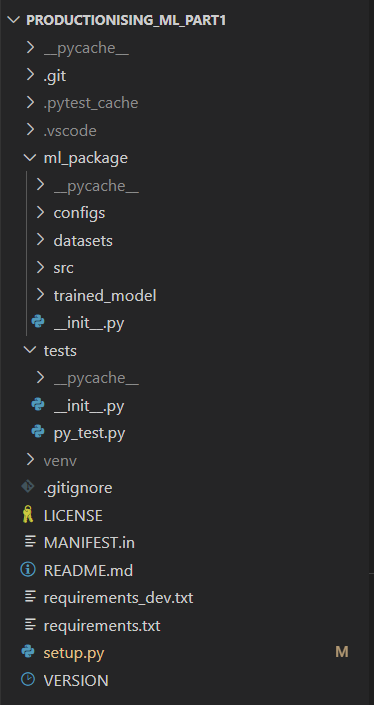 PRODUCTIONISING_ML_PART1
__pycache__
.git
.pytest_cache
.vscode
ml_package
__pycache__
configs
datasets
src
trained_model
__init__.py
tests
__pycache__
__init__.py
py_test.py
venv
.gitignore
LICENSE
MANIFEST.in
README.md
requirements_dev.txt
requirements.txt
setup.py M
VERSION